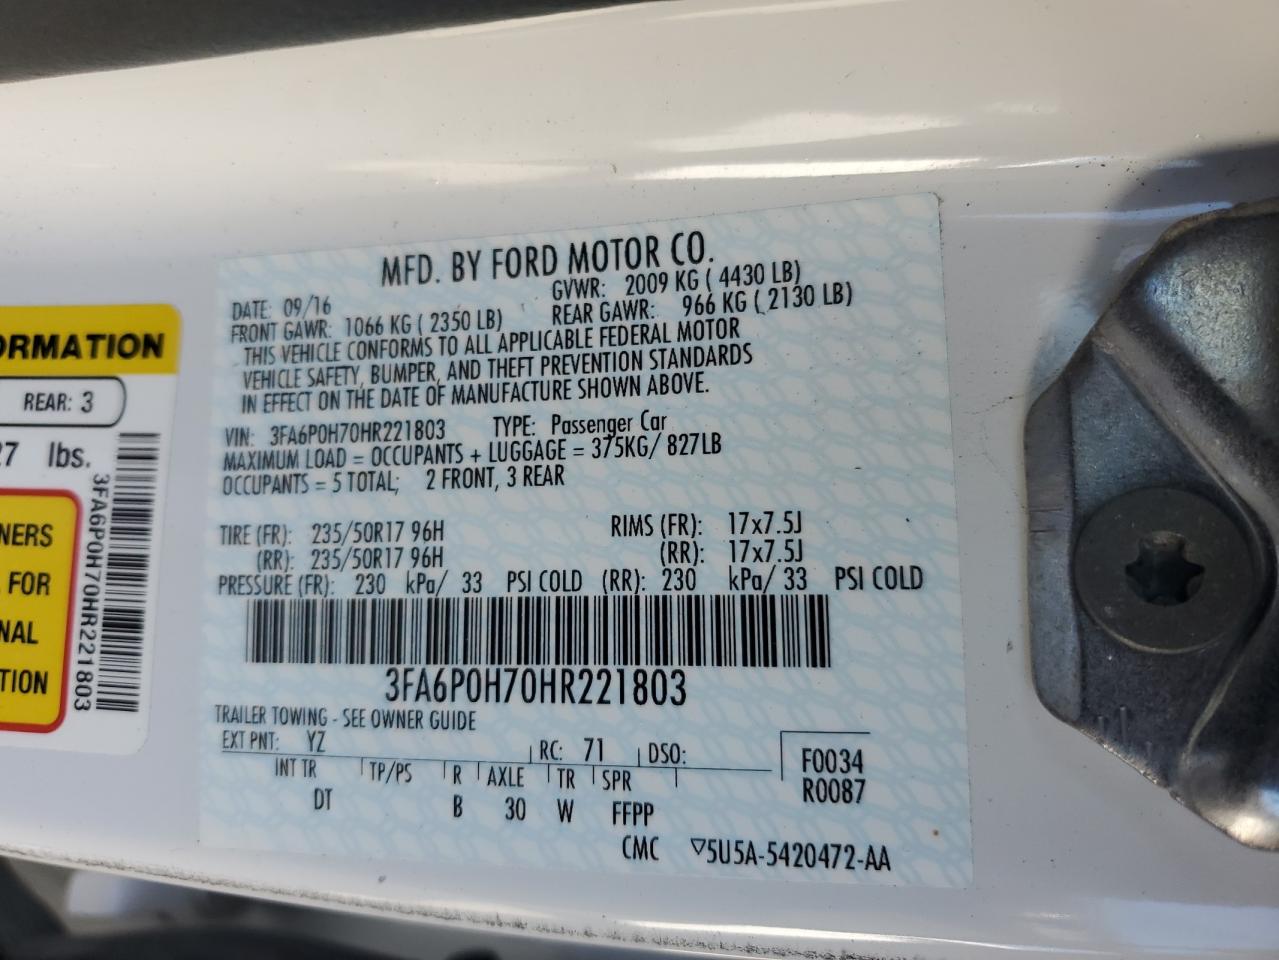 MFD. BY FORD MOTOR CO.
DATE: 09/16 GVWR: 2009 KG ( 4430 LB)
FRONT GAWR: 1066 KG ( 2350 LB) REAR GAWR: 966 KG ( 2130 LB)
THIS VEHICLE CONFORMS TO ALL APPLICABLE FEDERAL MOTOR
VEHICLE SAFETY, BUMPER, AND THEFT PREVENTION STANDARDS
IN EFFECT ON THE DATE OF MANUFACTURE SHOWN ABOVE.
VIN: 3FA6P0H70HR221803 TYPE: Passenger Car
MAXIMUM LOAD = OCCUPANTS + LUGGAGE = 375KG/ 827LB
OCCUPANTS = 5 TOTAL; 2 FRONT, 3 REAR
TIRE (FR): 235/50R17 96H RIMS (FR): 17x7.5J
(RR): 235/50R17 96H (RR): 17x7.5J
PRESSURE (FR): 230 kPa/ 33 PSI COLD (RR): 230 kPa/ 33 PSI COLD
3FA6P0H70HR221803
TRAILER TOWING - SEE OWNER GUIDE
EXT PNT: YZ RC: 71 DSO: F0034
INT TR TP/PS R AXLE TR SPR R0087
DT B 30 W FFPP
CMC ▽5U5A-5420472-AA
ORMATION
REAR: 3
27 lbs.
3FA6P0H70HR221803
NERS
FOR
NAL
TION